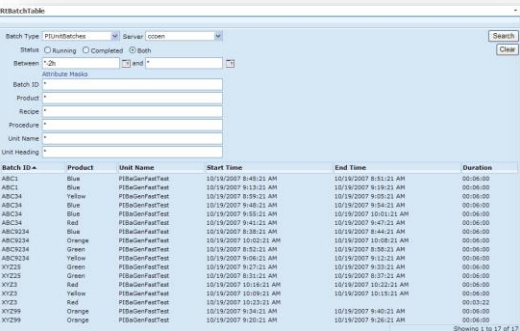 RtBatchTable
Batch Type PIUnitBatches Server ccoen Search
Status Running Completed Both Clear
Between *-2h and *
Attribute Masks
Batch ID *
Product *
Recipe *
Procedure *
Unit Name *
Unit Heading *
Batch ID Product Unit Name Start Time End Time Duration
ABC1 Blue PIBaGenFastTest 10/19/2007 8:45:21 AM 10/19/2007 8:51:21 AM 00:06:00
ABC1 Blue PIBaGenFastTest 10/19/2007 9:13:21 AM 10/19/2007 9:19:21 AM 00:06:00
ABC34 Yellow PIBaGenFastTest 10/19/2007 8:59:21 AM 10/19/2007 9:05:21 AM 00:06:00
ABC34 Blue PIBaGenFastTest 10/19/2007 9:48:21 AM 10/19/2007 9:54:21 AM 00:06:00
ABC34 Blue PIBaGenFastTest 10/19/2007 9:55:21 AM 10/19/2007 10:01:21 AM 00:06:00
ABC34 Red PIBaGenFastTest 10/19/2007 9:41:21 AM 10/19/2007 9:47:21 AM 00:06:00
ABC9234 Blue PIBaGenFastTest 10/19/2007 8:38:21 AM 10/19/2007 8:44:21 AM 00:06:00
ABC9234 Orange PIBaGenFastTest 10/19/2007 10:02:21 AM 10/19/2007 10:08:21 AM 00:06:00
ABC9234 Green PIBaGenFastTest 10/19/2007 8:52:21 AM 10/19/2007 8:58:21 AM 00:06:00
ABC9234 Yellow PIBaGenFastTest 10/19/2007 9:06:21 AM 10/19/2007 9:12:21 AM 00:06:00
XYZ25 Green PIBaGenFastTest 10/19/2007 9:27:21 AM 10/19/2007 9:33:21 AM 00:06:00
XYZ25 Green PIBaGenFastTest 10/19/2007 8:31:21 AM 10/19/2007 8:37:21 AM 00:06:00
XYZ3 Red PIBaGenFastTest 10/19/2007 10:16:21 AM 10/19/2007 10:22:21 AM 00:06:00
XYZ3 Yellow PIBaGenFastTest 10/19/2007 10:09:21 AM 10/19/2007 10:15:21 AM 00:06:00
XYZ3 Red PIBaGenFastTest 10/19/2007 10:23:21 AM 00:03:22
XYZ99 Orange PIBaGenFastTest 10/19/2007 9:34:21 AM 10/19/2007 9:40:21 AM 00:06:00
XYZ99 Orange PIBaGenFastTest 10/19/2007 9:20:21 AM 10/19/2007 9:26:21 AM 00:06:00
Showing 1 to 17 of 17